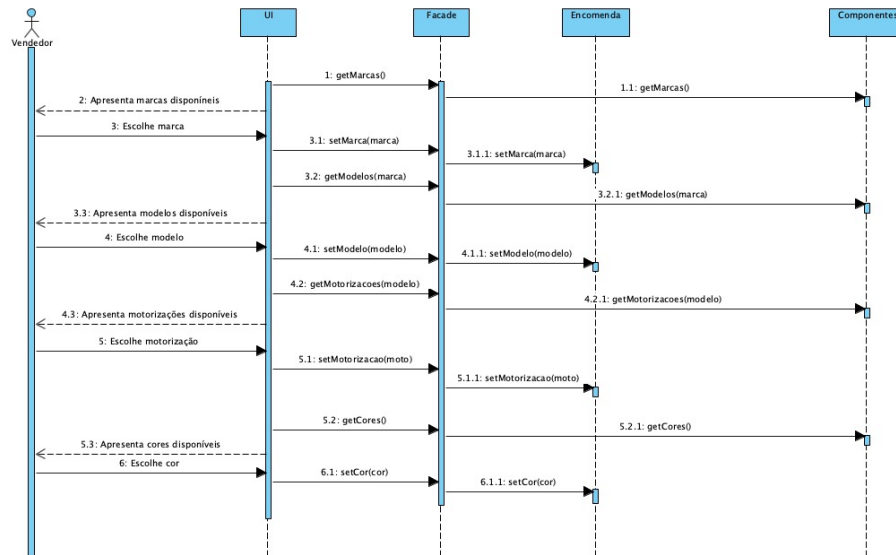 Vendedor
UI
Facade
Encomenda
Componentes
1: getMarcas()
1.1: getMarcas()
2: Apresenta marcas disponíneis
3: Escolhe marca
3.1: setMarca(marca)
3.1.1: setMarca(marca)
3.2: getModelos(marca)
3.2.1: getModelos(marca)
3.3: Apresenta modelos disponíveis
4: Escolhe modelo
4.1: setModelo(modelo)
4.1.1: setModelo(modelo)
4.2: getMotorizacoes(modelo)
4.2.1: getMotorizacoes(modelo)
4.3: Apresenta motorizações disponíveis
5: Escolhe motorização
5.1: setMotorizacao(moto)
5.1.1: setMotorizacao(moto)
5.2: getCores()
5.2.1: getCores()
5.3: Apresenta cores disponíveis
6: Escolhe cor
6.1: setCor(cor)
6.1.1: setCor(cor)